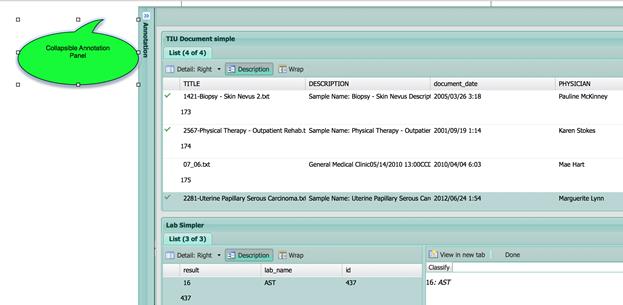 Collapsible Annotation
Panel
Annotation
TIU Document simple
List (4 of 4)
Detail: Right Description Wrap
TITLE DESCRIPTION document_date PHYSICIAN
1421-Biopsy - Skin Nevus 2.txt Sample Name: Biopsy - Skin Nevus Descript 2005/03/26 3:18 Pauline McKinney
173
2567-Physical Therapy - Outpatient Rehab.t Sample Name: Physical Therapy - Outpatier 2001/09/19 1:14 Karen Stokes
174
07_06.txt General Medical Clinic05/14/2010 13:00CCC 2010/04/04 6:03 Mae Hart
175
2281-Uterine Papillary Serous Carcinoma.txt Sample Name: Uterine Papillary Serous Carc 2012/06/24 1:54 Marguerite Lynn
Lab Simpler
List (3 of 3)
Detail: Right Description Wrap
result lab_name id
16 AST 437
437
View in new tab Done
Classify
16: AST